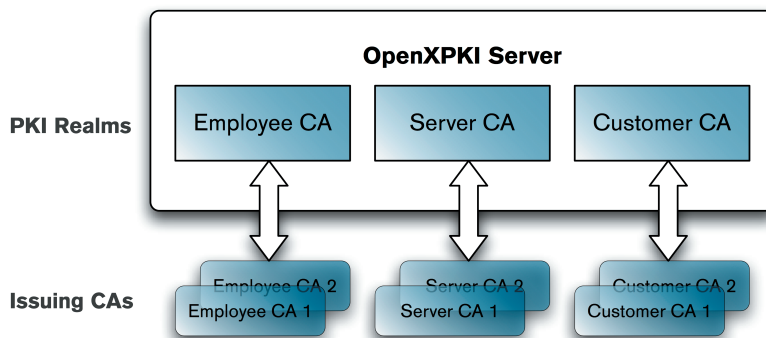 OpenXPKI Server
PKI Realms
Employee CA
Server CA
Customer CA
Employee CA 2
Server CA 2
Customer CA 2
Issuing CAs
Employee CA 1
Server CA 1
Customer CA 1